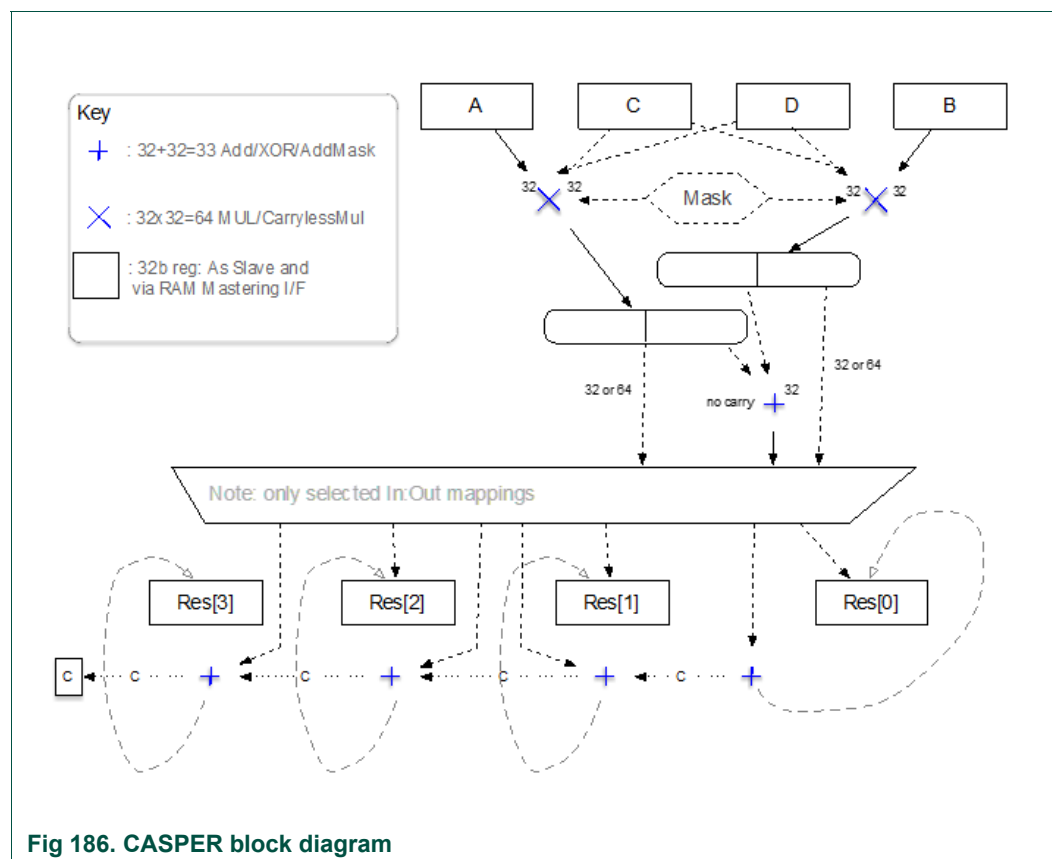 Key
: 32+32=33 Add/XOR/AddMask
: 32x32=64 MUL/CarrylessMul
: 32b reg: As Slave and
via RAM Mastering I/F
A
C
D
B
32
32
Mask
32
32
32 or 64
no carry
32
32 or 64
Note: only selected In:Out mappings
Res[3]
Res[2]
Res[1]
Res[0]
C
C
C
C
C
Fig 186. CASPER block diagram